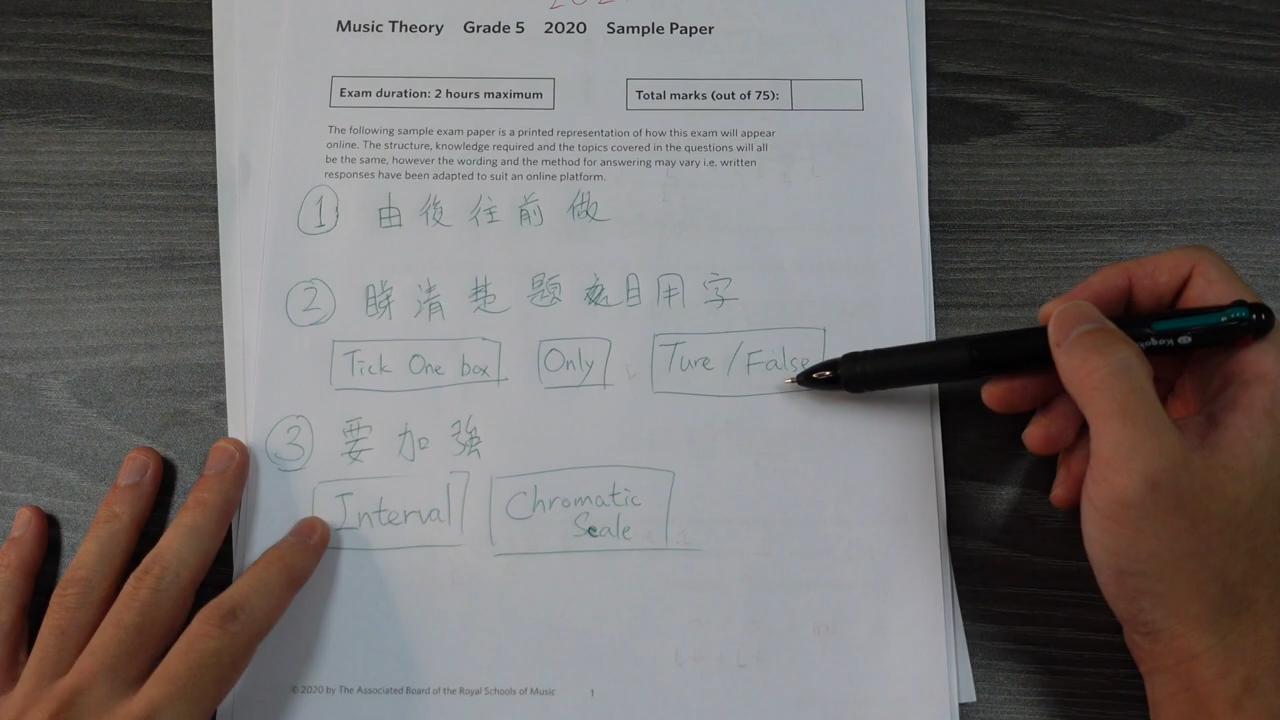 Music Theory Grade 5 2020 Sample Paper
Exam duration: 2 hours maximum
Total marks (out of 75):
The following sample exam paper is a printed representation of how this exam will appear
online. The structure, knowledge required and the topics covered in the questions will all
be the same, however the wording and the method for answering may vary i.e. written
responses have been adapted to suit an online platform.
① 由後往前做
② 睇清楚題目用字
Tick One box Only Ture / False
③ 要加強
Interval Chromatic
Scale
© 2020 by The Associated Board of the Royal Schools of Music 1